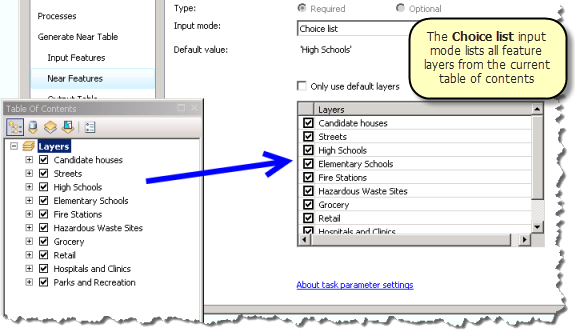 Processes
Generate Near Table
Input Features
Near Features
Output Table
Type:
Required
Optional
Input mode:
Choice list
Default value:
'High Schools'
Only use default layers
The Choice list input
mode lists all feature
layers from the current
table of contents
Layers
Candidate houses
Streets
High Schools
Elementary Schools
Fire Stations
Hazardous Waste Sites
Grocery
Retail
Hospitals and Clinics
About task parameter settings
Table Of Contents
Layers
Candidate houses
Streets
High Schools
Elementary Schools
Fire Stations
Hazardous Waste Sites
Grocery
Retail
Hospitals and Clinics
Parks and Recreation